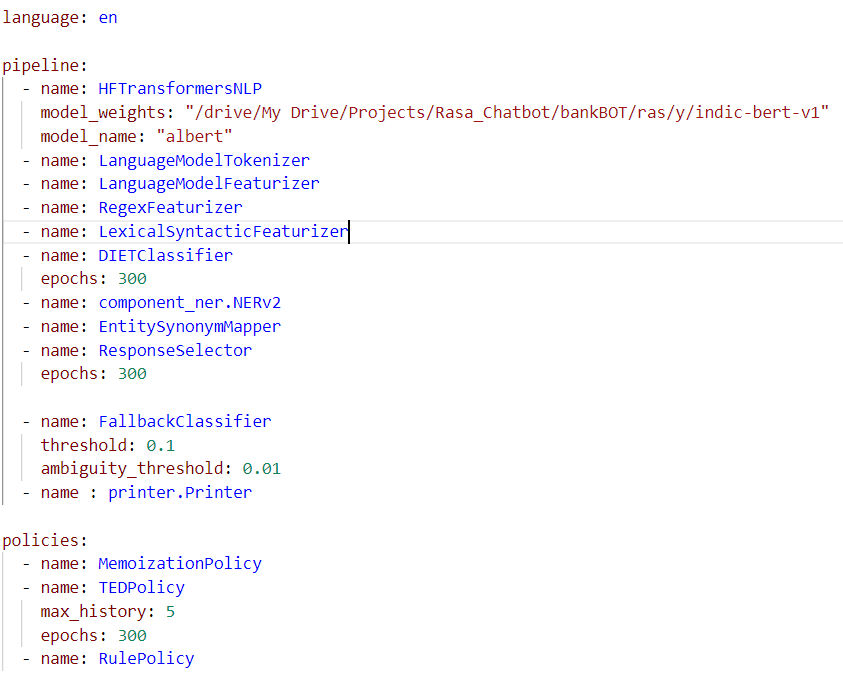 language: en
pipeline:
- name: HFTransformersNLP
model_weights: "/drive/My Drive/Projects/Rasa_Chatbot/bankBOT/ras/y/indic-bert-v1"
model_name: "albert"
- name: LanguageModelTokenizer
- name: LanguageModelFeaturizer
- name: RegexFeaturizer
- name: LexicalSyntacticFeaturizer
- name: DIETClassifier
epochs: 300
- name: component_ner.NERv2
- name: EntitySynonymMapper
- name: ResponseSelector
epochs: 300
- name: FallbackClassifier
threshold: 0.1
ambiguity_threshold: 0.01
- name : printer.Printer
policies:
- name: MemoizationPolicy
- name: TEDPolicy
max_history: 5
epochs: 300
- name: RulePolicy